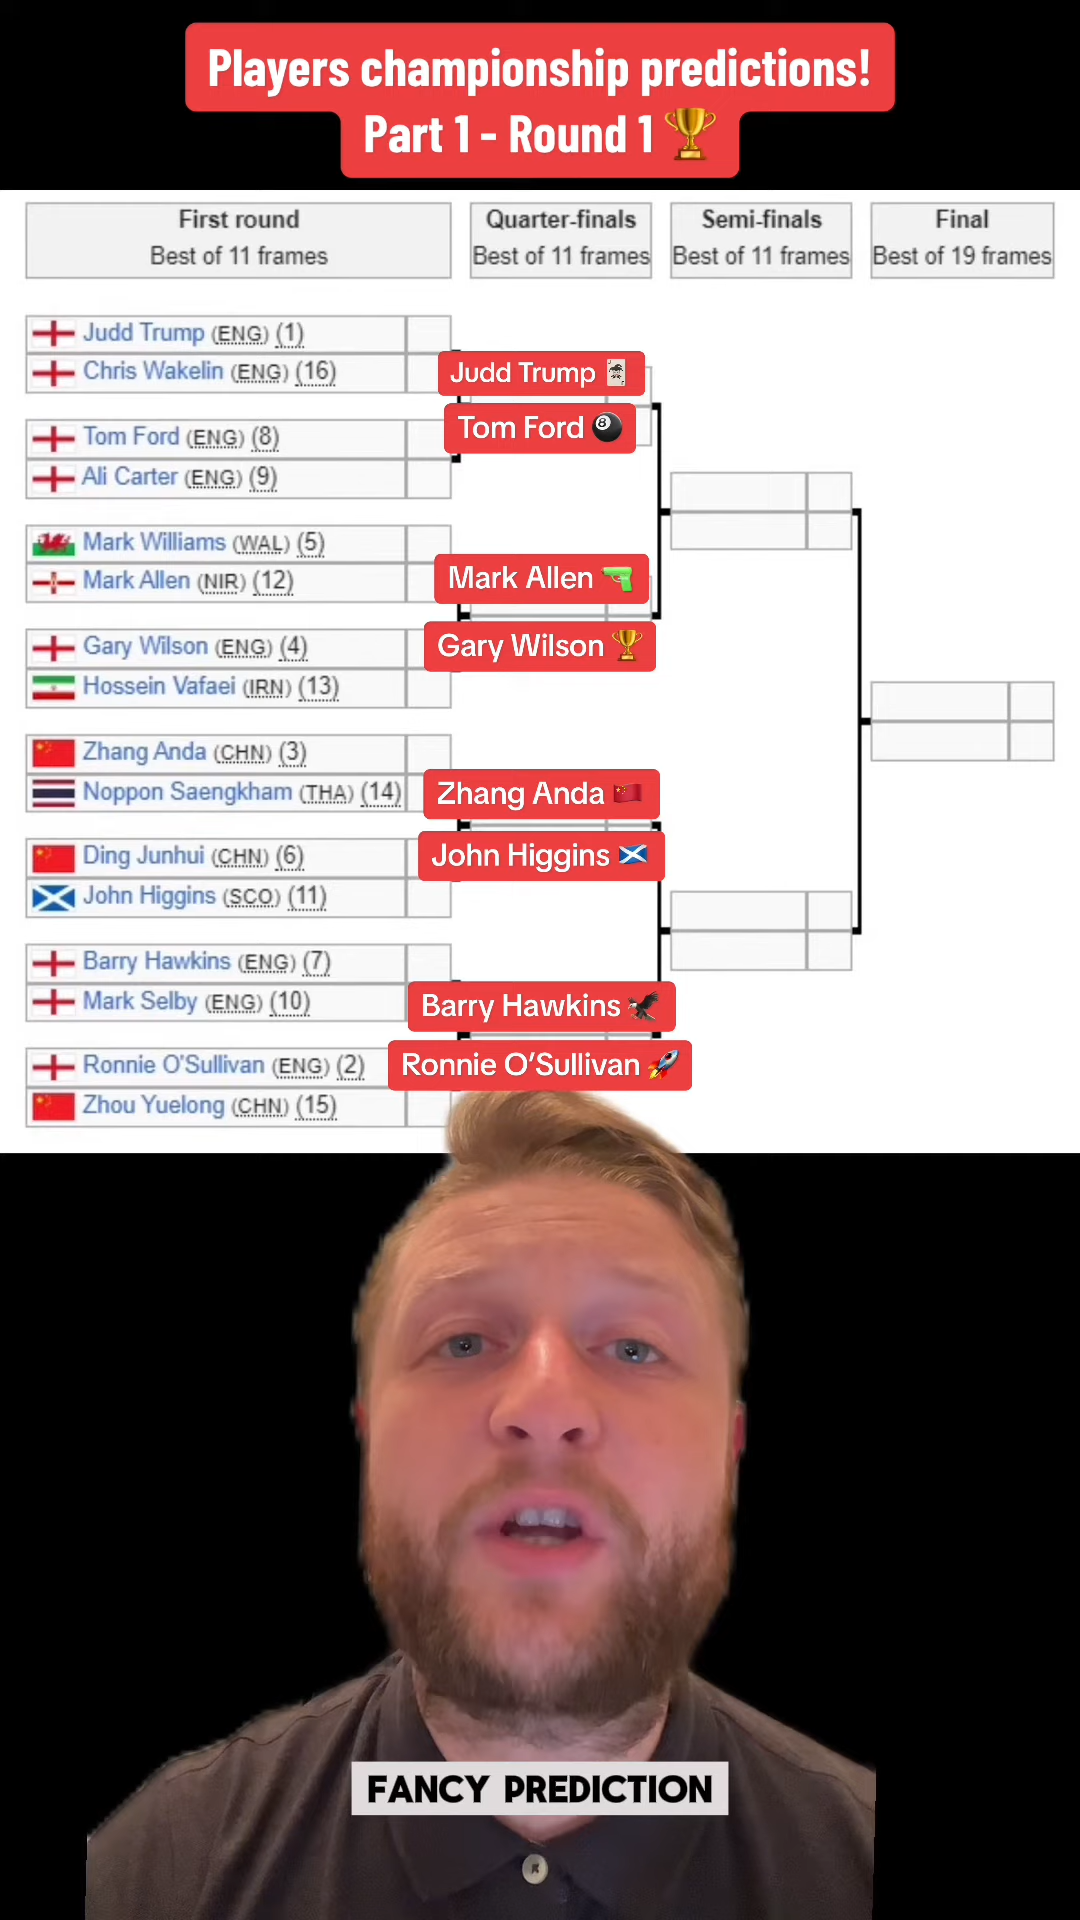 Players championship predictions!
Part 1 - Round 1 🏆
First round
Best of 11 frames
Quarter-finals
Best of 11 frames
Semi-finals
Best of 11 frames
Final
Best of 19 frames
Judd Trump (ENG) (1)
Chris Wakelin (ENG) (16)
Judd Trump 🃏
Tom Ford 🎱
Tom Ford (ENG) (8)
Ali Carter (ENG) (9)
Mark Williams (WAL) (5)
Mark Allen (NIR) (12)
Mark Allen 🔫
Gary Wilson 🏆
Gary Wilson (ENG) (4)
Hossein Vafaei (IRN) (13)
Zhang Anda (CHN) (3)
Noppon Saengkham (THA) (14)
Zhang Anda 🇨🇳
John Higgins 🏴󠁧󠁢󠁳󠁣󠁴󠁿
Ding Junhui (CHN) (6)
John Higgins (SCO) (11)
Barry Hawkins (ENG) (7)
Mark Selby (ENG) (10)
Barry Hawkins 🦅
Ronnie O’Sullivan 🚀
Ronnie O'Sullivan (ENG) (2)
Zhou Yuelong (CHN) (15)
FANCY PREDICTION